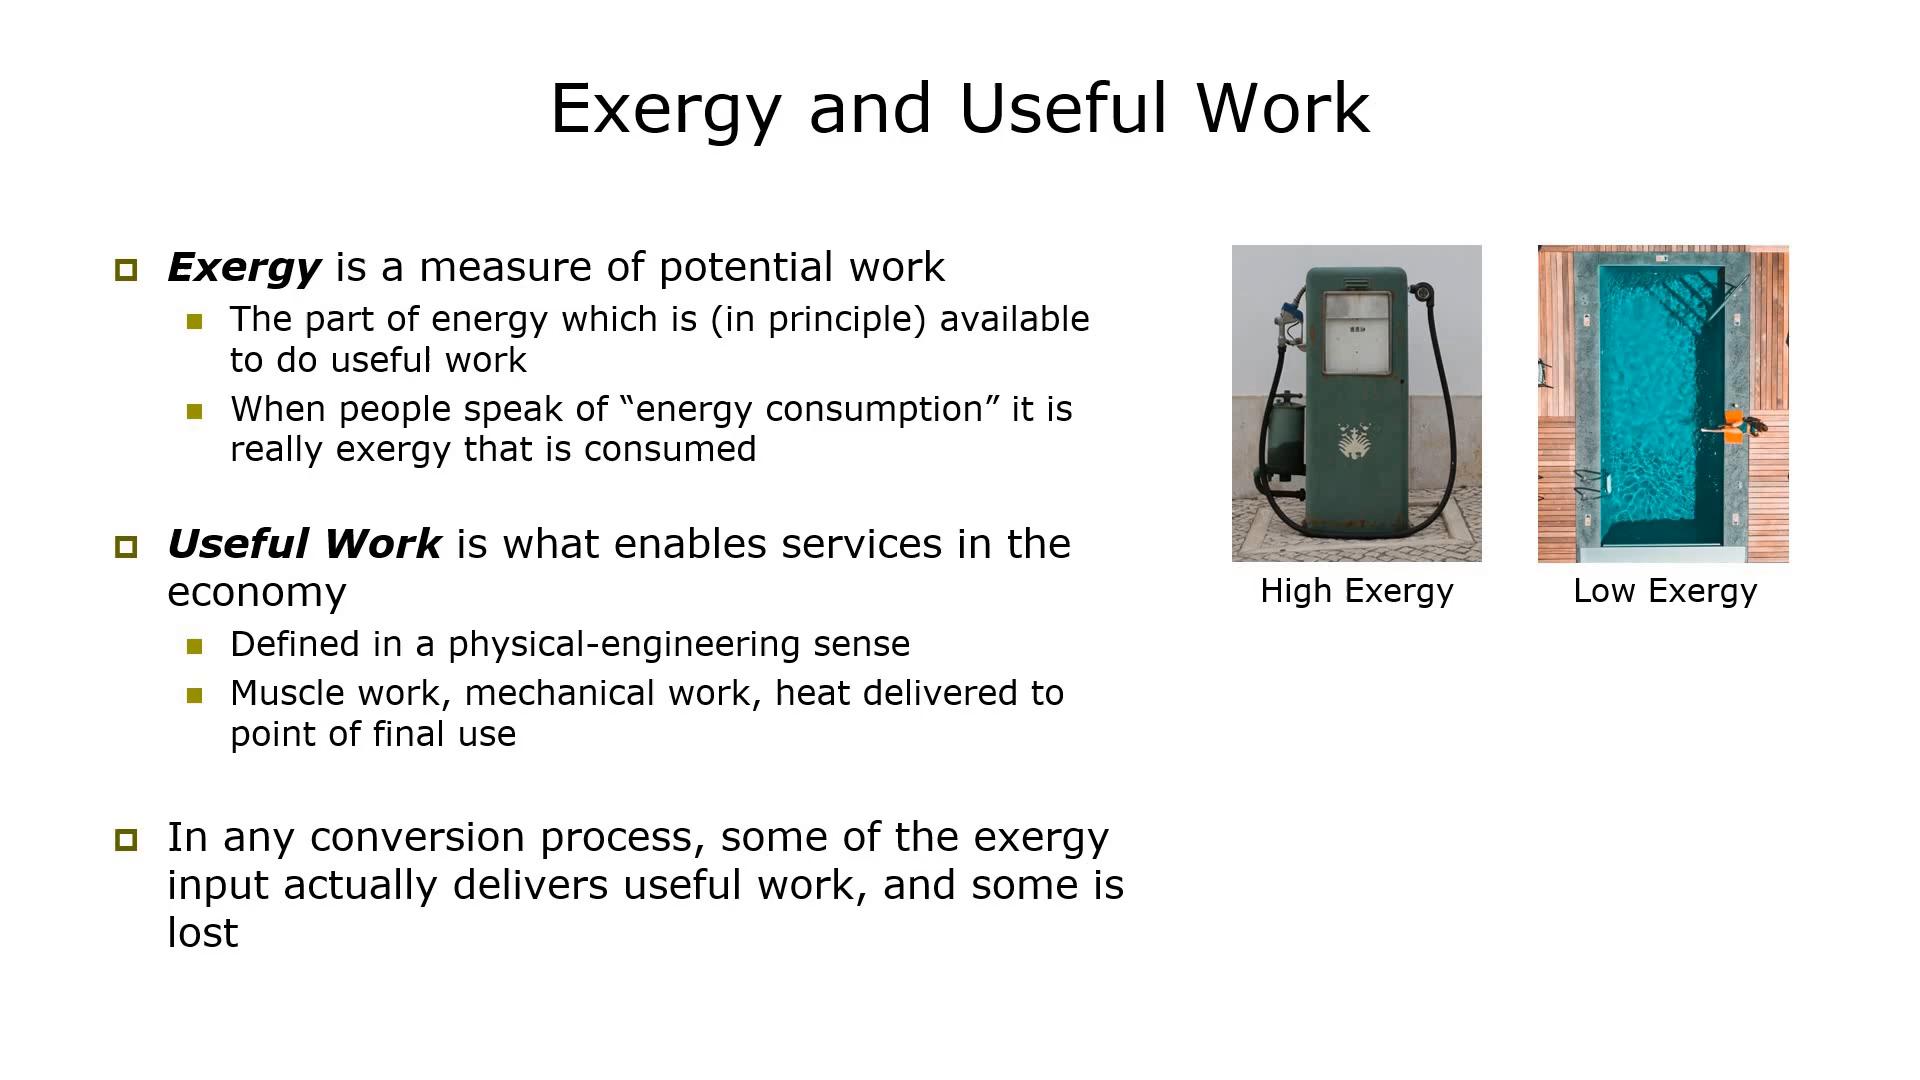 Exergy and Useful Work
Exergy is a measure of potential work
The part of energy which is (in principle) available
to do useful work
When people speak of “energy consumption” it is
really exergy that is consumed
Useful Work is what enables services in the
economy
Defined in a physical-engineering sense
Muscle work, mechanical work, heat delivered to
point of final use
In any conversion process, some of the exergy
input actually delivers useful work, and some is
lost
High Exergy
Low Exergy